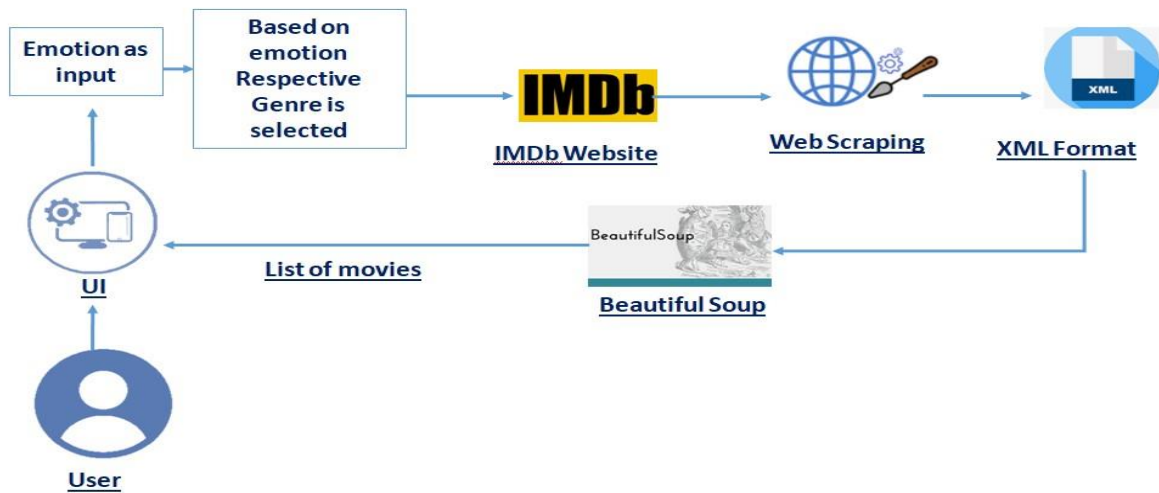 Emotion as
input
Based on
emotion
Respective
Genre is
selected
IMDb
IMDb Website
Web Scraping
XML
XML Format
BeautifulSoup
Beautiful Soup
List of movies
UI
User